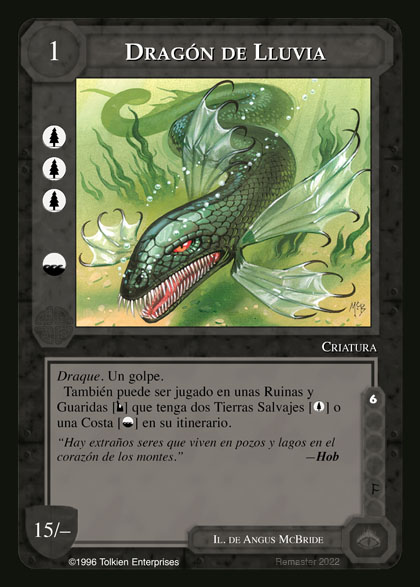 1
DRAGÓN DE LLUVIA
McB
CRIATURA
Draque. Un golpe.
También puede ser jugado en unas Ruinas y
Guaridas [] que tenga dos Tierras Salvajes [] o
una Costa [] en su itinerario.
“Hay extraños seres que viven en pozos y lagos en el
corazón de los montes.” —Hob
6
F
15/–
IL. DE ANGUS MCBRIDE
©1996 Tolkien Enterprises
Remaster 2022